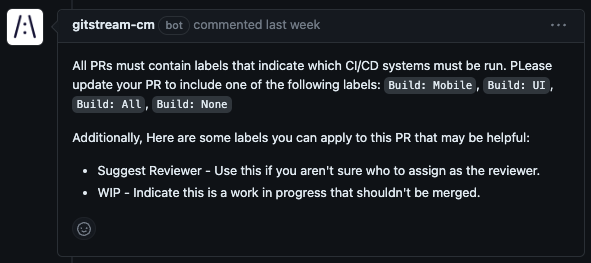 gitstream-cm bot commented last week
All PRs must contain labels that indicate which CI/CD systems must be run. PLease
update your PR to include one of the following labels: Build: Mobile, Build: UI,
Build: All, Build: None
Additionally, Here are some labels you can apply to this PR that may be helpful:
• Suggest Reviewer - Use this if you aren't sure who to assign as the reviewer.
• WIP - Indicate this is a work in progress that shouldn't be merged.